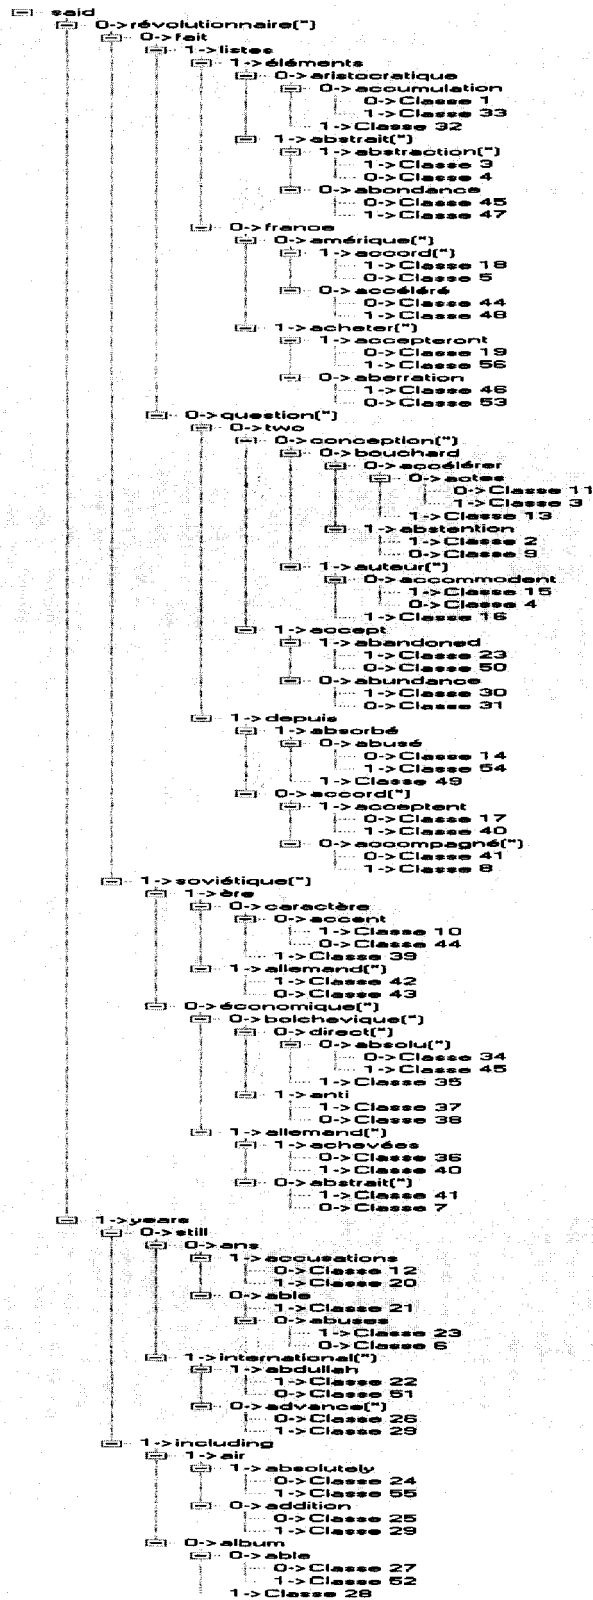 said
0->révolutionnaire(")
0->fait
1->listes
1->éléments
0->aristocratique
0->accumulation
0->Classe 1
1->Classe 33
1->Classe 32
1->abstrait(")
1->abstraction(")
1->Classe 3
0->Classe 4
0->abondance
0->Classe 45
1->Classe 47
0->france
0->amérique(")
1->accord(")
1->Classe 18
0->Classe 5
0->accéléré
0->Classe 44
1->Classe 48
1->acheter(")
1->accepteront
0->Classe 19
1->Classe 56
0->aberration
1->Classe 46
0->Classe 53
0->question(")
0->two
0->conception(")
0->bouchard
0->accélérer
0->actes
0->Classe 11
1->Classe 3
1->Classe 13
1->abstention
1->Classe 2
0->Classe 9
1->auteur(")
0->accommodent
1->Classe 15
0->Classe 4
1->Classe 16
1->accept
1->abandoned
1->Classe 23
0->Classe 50
0->abundance
1->Classe 30
0->Classe 31
1->depuis
1->absorbé
0->abusé
0->Classe 14
1->Classe 54
1->Classe 49
0->accord(")
1->acceptent
0->Classe 17
1->Classe 40
0->accompagné(")
0->Classe 41
1->Classe 8
1->soviétique(")
1->ère
0->caractère
0->accent
1->Classe 10
0->Classe 44
1->Classe 39
1->allemand(")
1->Classe 42
0->Classe 43
0->économique(")
0->bolchevique(")
0->direct(")
0->absolu(")
0->Classe 34
1->Classe 45
1->Classe 35
1->anti
1->Classe 37
0->Classe 38
1->allemand(")
1->achevées
0->Classe 36
1->Classe 40
0->abstrait(")
1->Classe 41
0->Classe 7
1->years
0->still
0->ans
1->accusations
0->Classe 12
1->Classe 20
0->able
1->Classe 21
0->abuses
1->Classe 23
0->Classe 6
1->international(")
1->abdullah
1->Classe 22
0->Classe 51
0->advance(")
0->Classe 26
1->Classe 29
1->including
1->air
1->absolutely
0->Classe 24
1->Classe 55
0->addition
0->Classe 25
1->Classe 29
0->album
0->able
0->Classe 27
1->Classe 52
1->Classe 28